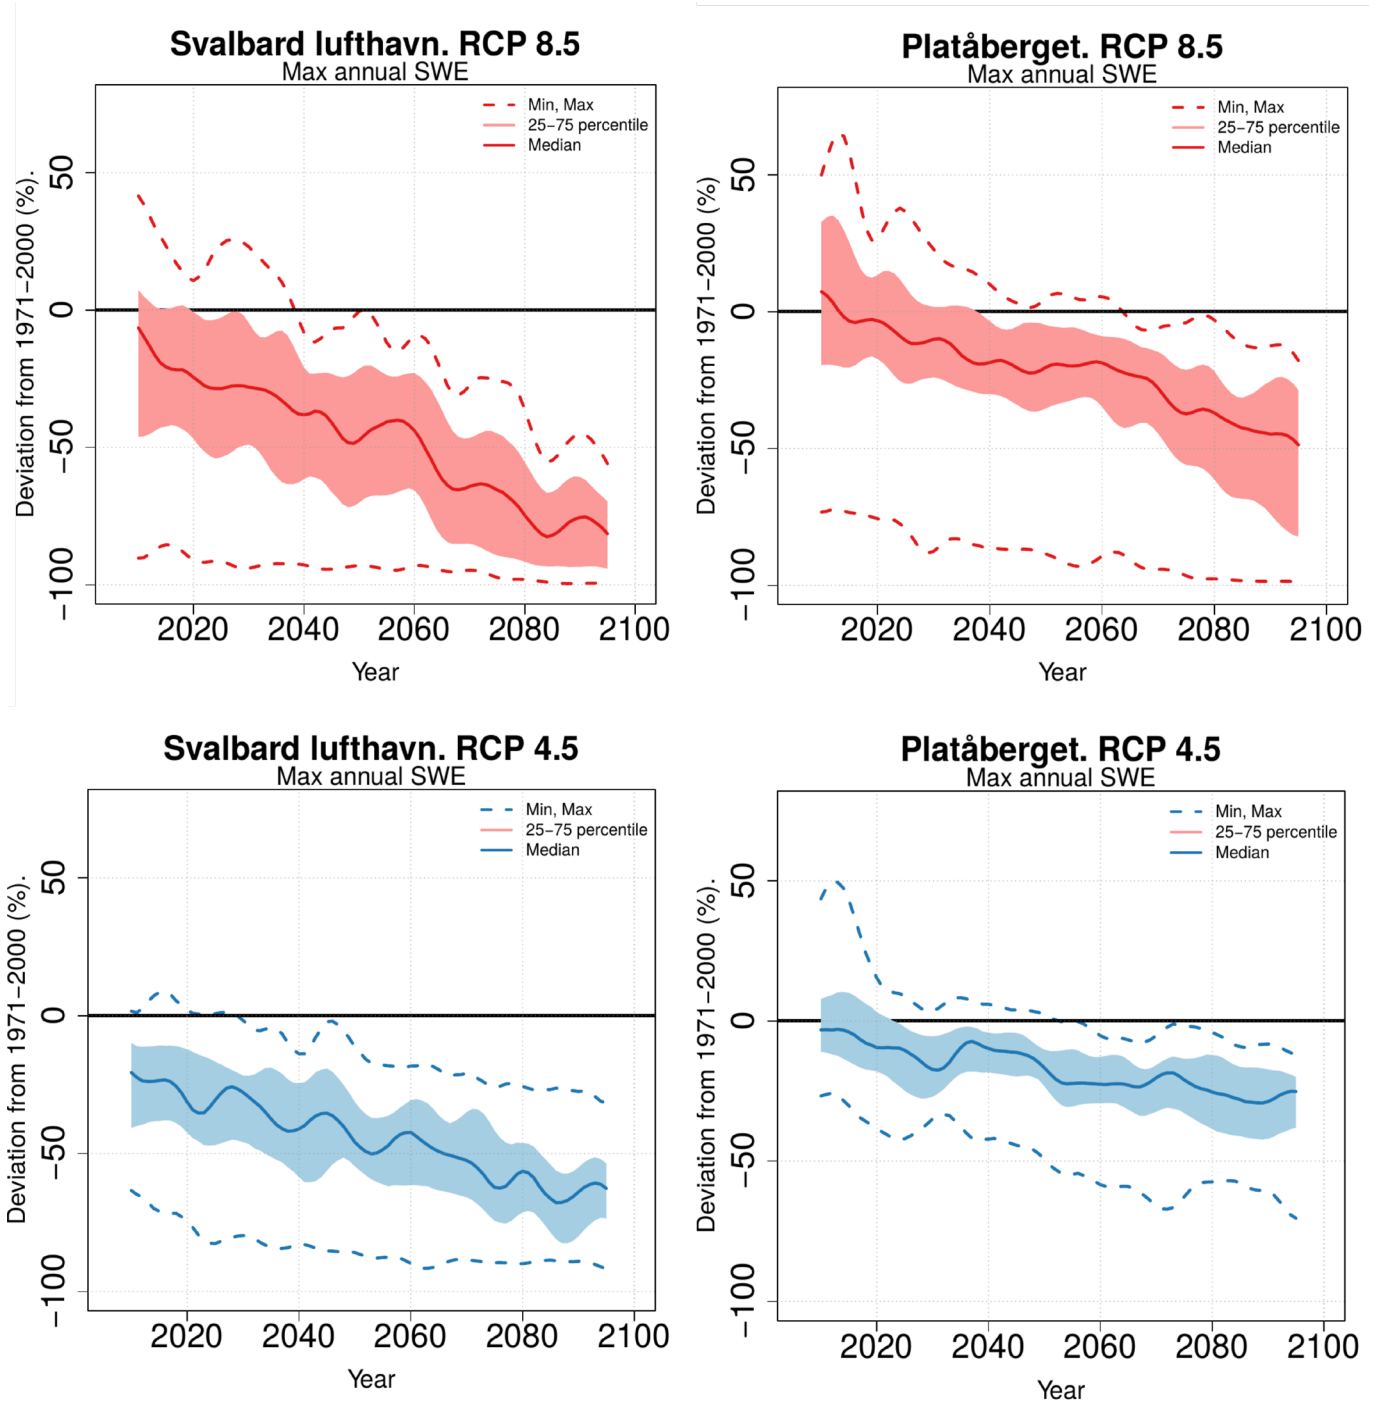 Svalbard lufthavn. RCP 8.5
Max annual SWE
Min, Max
25−75 percentile
Median
Deviation from 1971−2000 (%).
50
0
−50
−100
2020 2040 2060 2080 2100
Year
Platåberget. RCP 8.5
Max annual SWE
Min, Max
25−75 percentile
Median
Deviation from 1971−2000 (%)
50
0
−50
−100
2020 2040 2060 2080 2100
Year
Svalbard lufthavn. RCP 4.5
Max annual SWE
Min, Max
25−75 percentile
Median
Deviation from 1971−2000 (%).
50
0
−50
−100
2020 2040 2060 2080 2100
Year
Platåberget. RCP 4.5
Max annual SWE
Min, Max
25−75 percentile
Median
Deviation from 1971−2000 (%).
50
0
−50
−100
2020 2040 2060 2080 2100
Year